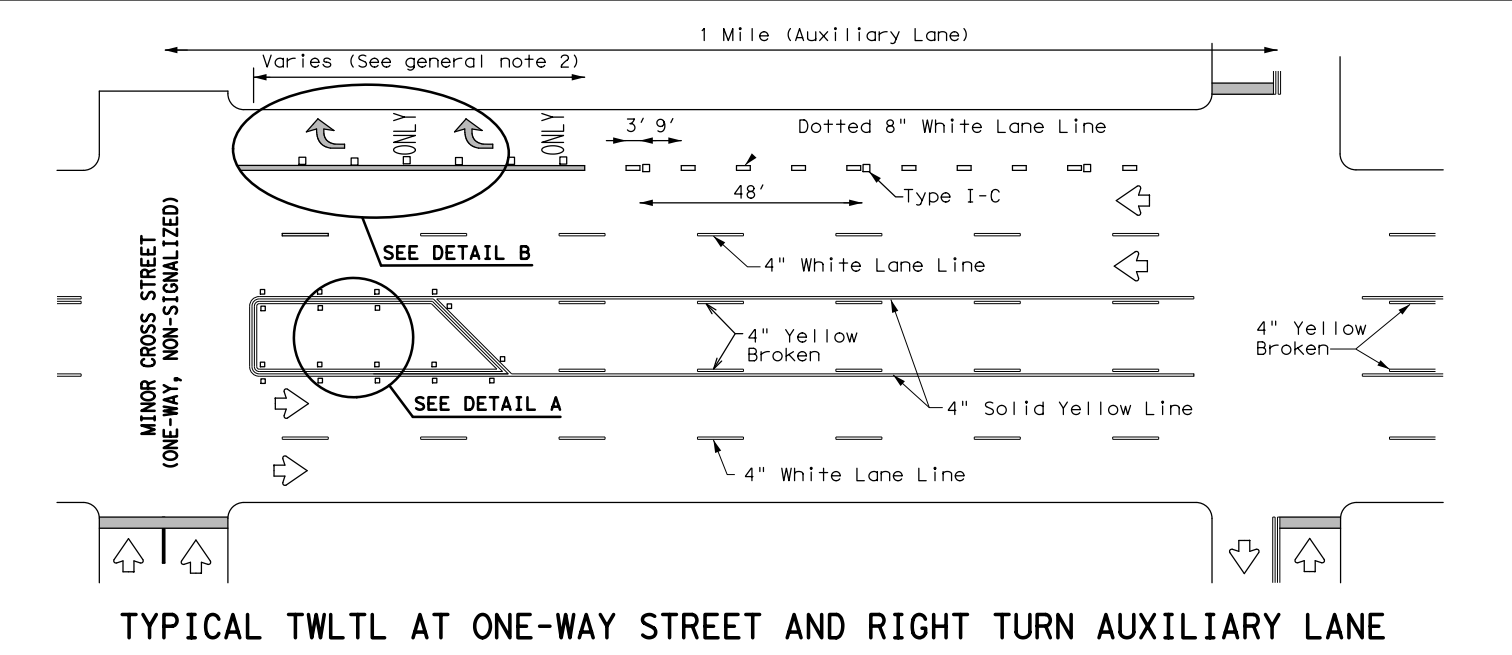 1 Mile (Auxiliary Lane)
Varies (See general note 2)
ONLY
ONLY
3' 9'
Dotted 8" White Lane Line
48'
Type I-C
SEE DETAIL B
4" White Lane Line
MINOR CROSS STREET
(ONE-WAY, NON-SIGNALIZED)
4" Yellow
Broken
4" Yellow
Broken
SEE DETAIL A
4" Solid Yellow Line
4" White Lane Line
TYPICAL TWLTL AT ONE-WAY STREET AND RIGHT TURN AUXILIARY LANE